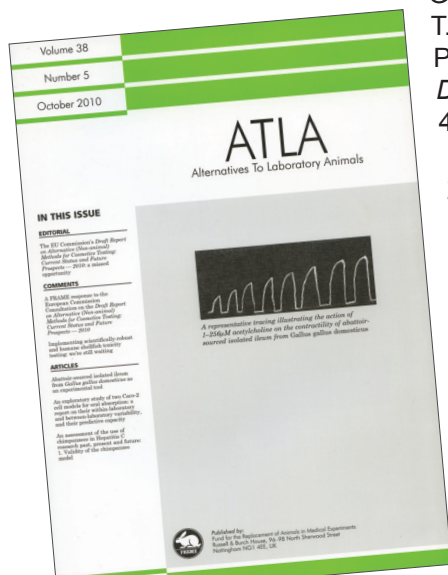 Volume 38
Number 5
October 2010
ATLA
Alternatives To Laboratory Animals
IN THIS ISSUE
EDITORIAL
The EU Commission's Draft Report
on Alternative (Non-animal)
Methods for Cosmetics Testing:
Current Status and Future
Prospects — 2010: a missed
opportunity
COMMENTS
A FRAME response to the
European Commission
Consultation on the Draft Report
on Alternative (Non-animal)
Methods for Cosmetics Testing:
Current Status and Future
Prospects — 2010
Implementing scientifically-robust
and humane shellfish toxicity
testing: we're still waiting
ARTICLES
Abattoir-sourced isolated ileum
from Gallus gallus domesticus as
an experimental tool
An exploratory study of two Caco-2
cell models for oral absorption: a
report on their within-laboratory
and between-laboratory variability,
and their predictive capacity
An assessment of the use of
chimpanzees in Hepatitis C
research past, present and future:
1. Validity of the chimpanzee
model
A representative tracing illustrating the action of
1–256μM acetylcholine on the contractility of abattoir-
sourced isolated ileum from Gallus gallus domesticus
FRAME
Published by:
Fund for the Replacement of Animals in Medical Experiments
Russell & Burch House, 96-98 North Sherwood Street
Nottingham NG1 4EE, UK
T.
P
D
4